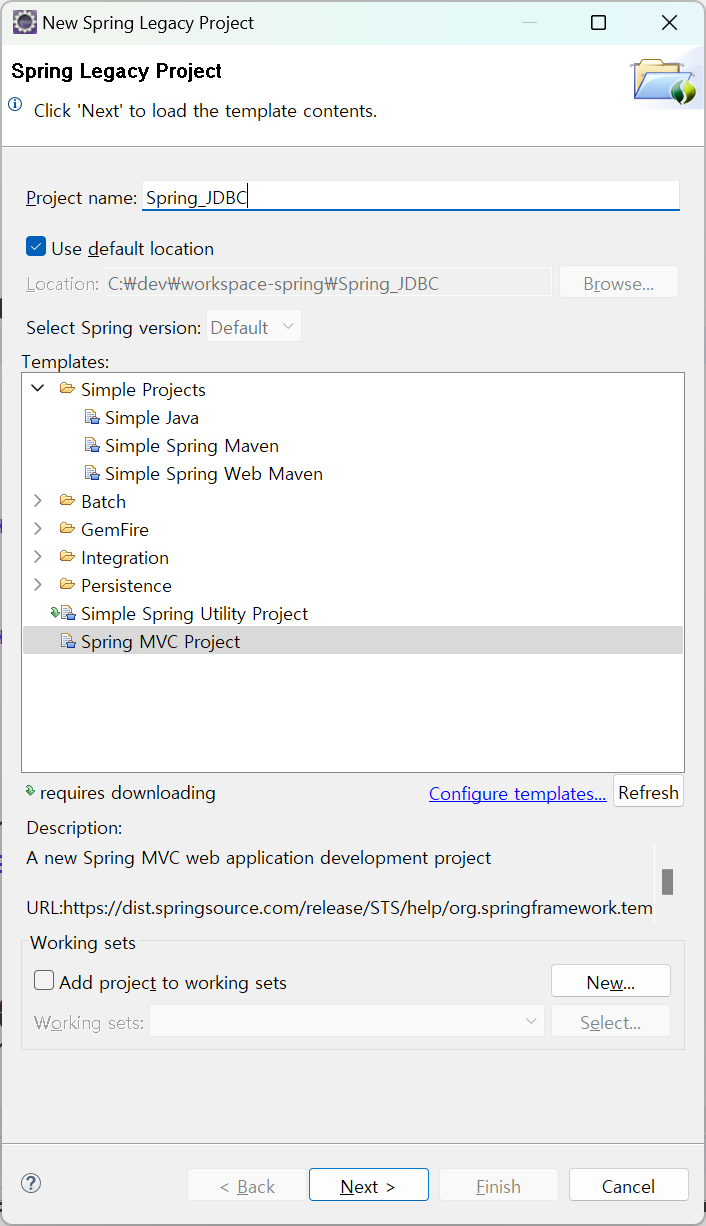 New Spring Legacy Project
Spring Legacy Project
Click 'Next' to load the template contents.
Project name: Spring_JDBC
Use default location
Location: C:₩dev₩workspace-spring₩Spring_JDBC Browse...
Select Spring version: Default
Templates:
Simple Projects
Simple Java
Simple Spring Maven
Simple Spring Web Maven
Batch
GemFire
Integration
Persistence
Simple Spring Utility Project
Spring MVC Project
requires downloading Configure templates... Refresh
Description:
A new Spring MVC web application development project
URL:https://dist.springsource.com/release/STS/help/org.springframework.tem
Working sets
Add project to working sets New...
Working sets: Select...
< Back Next > Finish Cancel